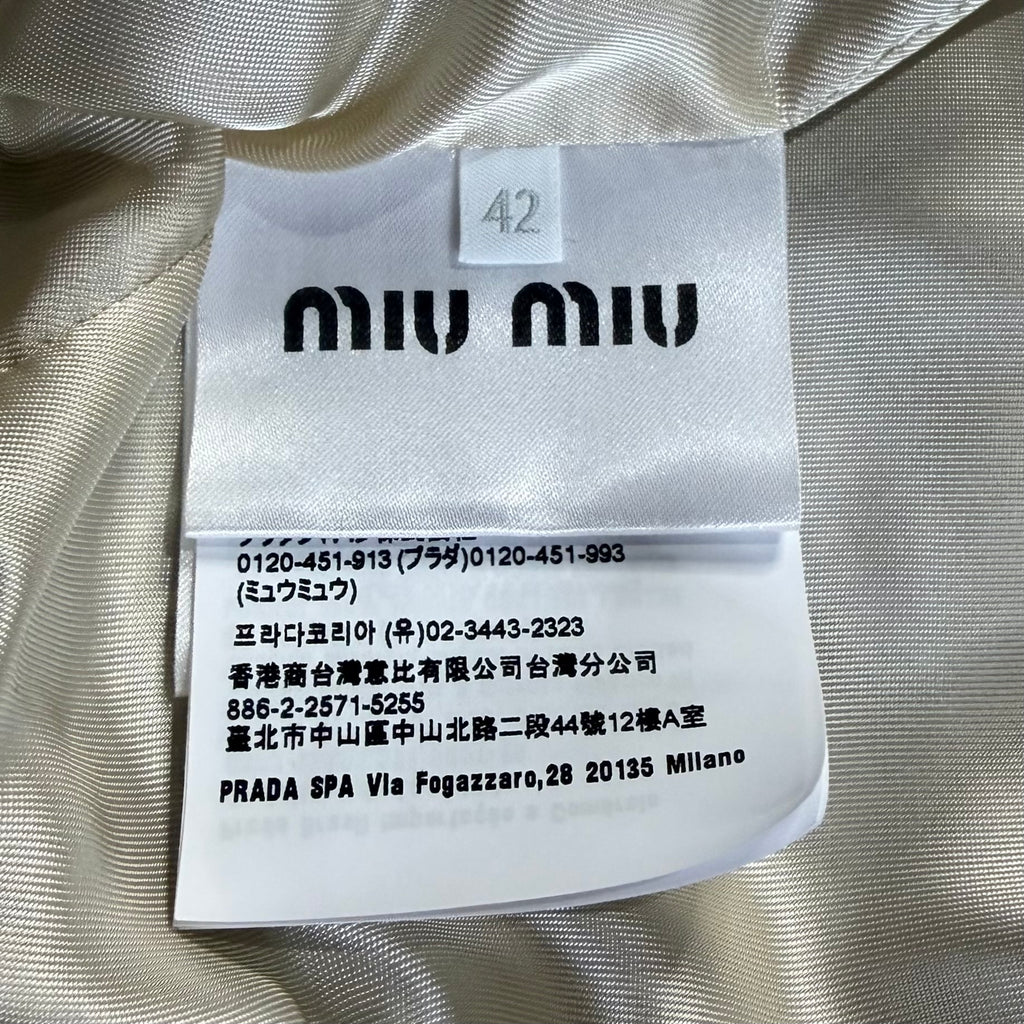 42
miu miu
0120-451-913(プラダ)0120-451-993
(ミュウミュウ)
프라다코리아 (유)02-3443-2323
香港商台灣惠比有限公司台灣分公司
886-2-2571-5255
臺北市中山區中山北路二段44號12樓A室
PRADA SPA Via Fogazzaro,28 20135 Milano